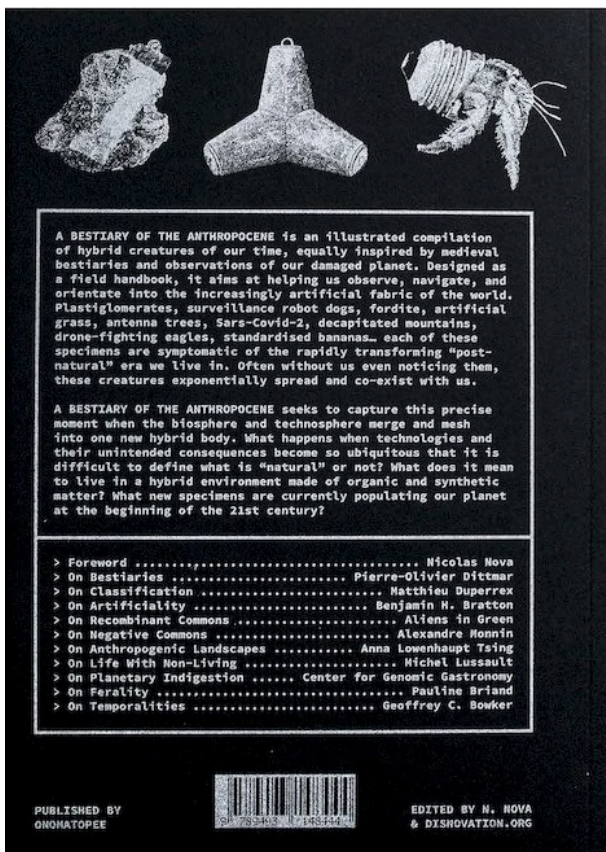 A BESTIARY OF THE ANTHROPOCENE is an illustrated compilation
of hybrid creatures of our time, equally inspired by medieval
bestiaries and observations of our damaged planet. Designed as
a field handbook, it aims at helping us observe, navigate, and
orientate into the increasingly artificial fabric of the world.
Plastiglomerates, surveillance robot dogs, fordite, artificial
grass, antenna trees, Sars-Covid-2, decapitated mountains,
drone-fighting eagles, standardised bananas… each of these
specimens are symptomatic of the rapidly transforming “post-
natural” era we live in. Often without us even noticing them,
these creatures exponentially spread and co-exist with us.
A BESTIARY OF THE ANTHROPOCENE seeks to capture this precise
moment when the biosphere and technosphere merge and mesh
into one new hybrid body. What happens when technologies and
their unintended consequences become so ubiquitous that it is
difficult to define what is “natural” or not? What does it mean
to live in a hybrid environment made of organic and synthetic
matter? What new specimens are currently populating our planet
at the beginning of the 21st century?
> Foreword ........................................ Nicolas Nova
> On Bestiaries ......................... Pierre-Olivier Dittmar
> On Classification ........................... Matthieu Duperrex
> On Artificiality .......................... Benjamin H. Bratton
> On Recombinant Commons ...................... Aliens in Green
> On Negative Commons ........................ Alexandre Monnin
> On Anthropogenic Landscapes ............ Anna Lowenhaupt Tsing
> On Life With Non-Living ..................... Michel Lussault
> On Planetary Indigestion ...... Center for Genomic Gastronomy
> On Ferality .................................. Pauline Briand
> On Temporalities ......................... Geoffrey C. Bowker
PUBLISHED BY
ONOMATOPEE
EDITED BY N. NOVA
& DISNOVATION.ORG